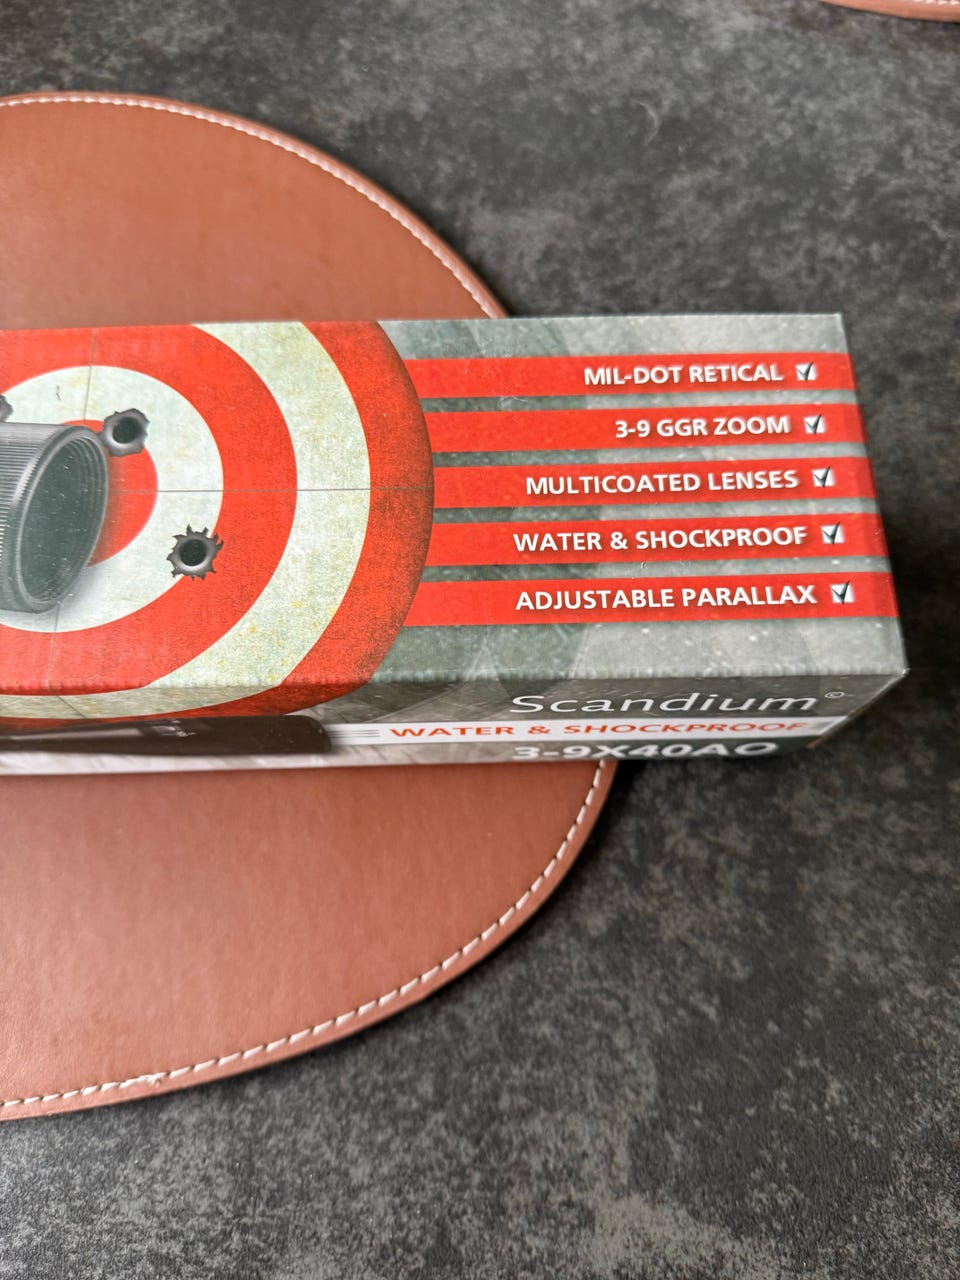 MIL-DOT RETICAL
3-9 GGR ZOOM
MULTICOATED LENSES
WATER & SHOCKPROOF
ADJUSTABLE PARALLAX
Scandium©
WATER & SHOCKPROOF
3-9X40AO